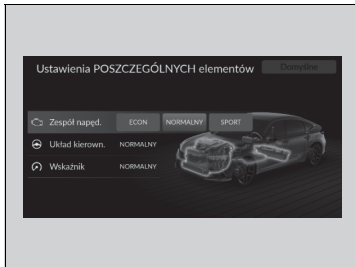 Ustawienia POSZCZEGÓLNYCH elementów Domyślne
Zespół napęd. ECON NORMALNY SPORT
Układ kierown. NORMALNY
Wskaźnik NORMALNY